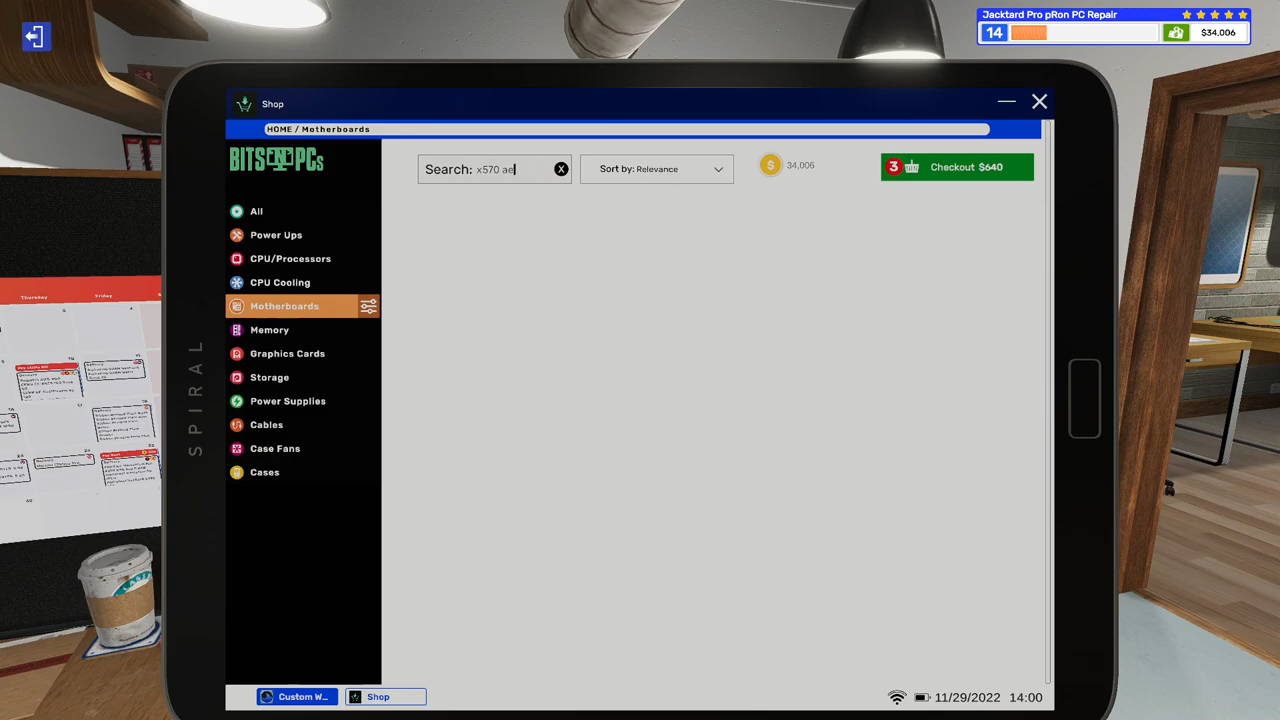 Jacktard Pro pRon PC Repair
14
$34,006
Shop
HOME / Motherboards
BITS N PCs
Search: x570 ae
X
Sort by: Relevance
$
34,006
3
Checkout $640
All
Power Ups
CPU/Processors
CPU Cooling
Motherboards
Memory
Graphics Cards
Storage
Power Supplies
Cables
Case Fans
Cases
SPIRAL
Thursday
Friday
Custom W...
Shop
11/29/2022
14:00